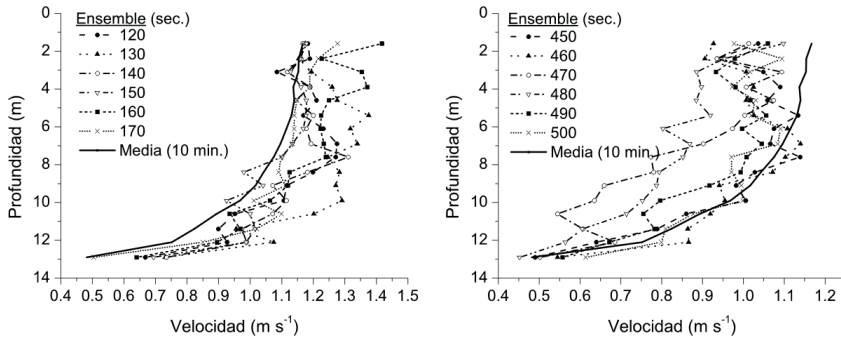 Ensemble (sec.)
120
130
140
150
160
170
Media (10 min.)
Profundidad (m)
0
2
4
6
8
10
12
14
0.4 0.5 0.6 0.7 0.8 0.9 1.0 1.1 1.2 1.3 1.4 1.5
Velocidad (m s⁻¹)
Ensemble (sec.)
450
460
470
480
490
500
Media (10 min.)
Profundidad (m)
0
2
4
6
8
10
12
14
0.4 0.5 0.6 0.7 0.8 0.9 1.0 1.1 1.2
Velocidad (m s⁻¹)